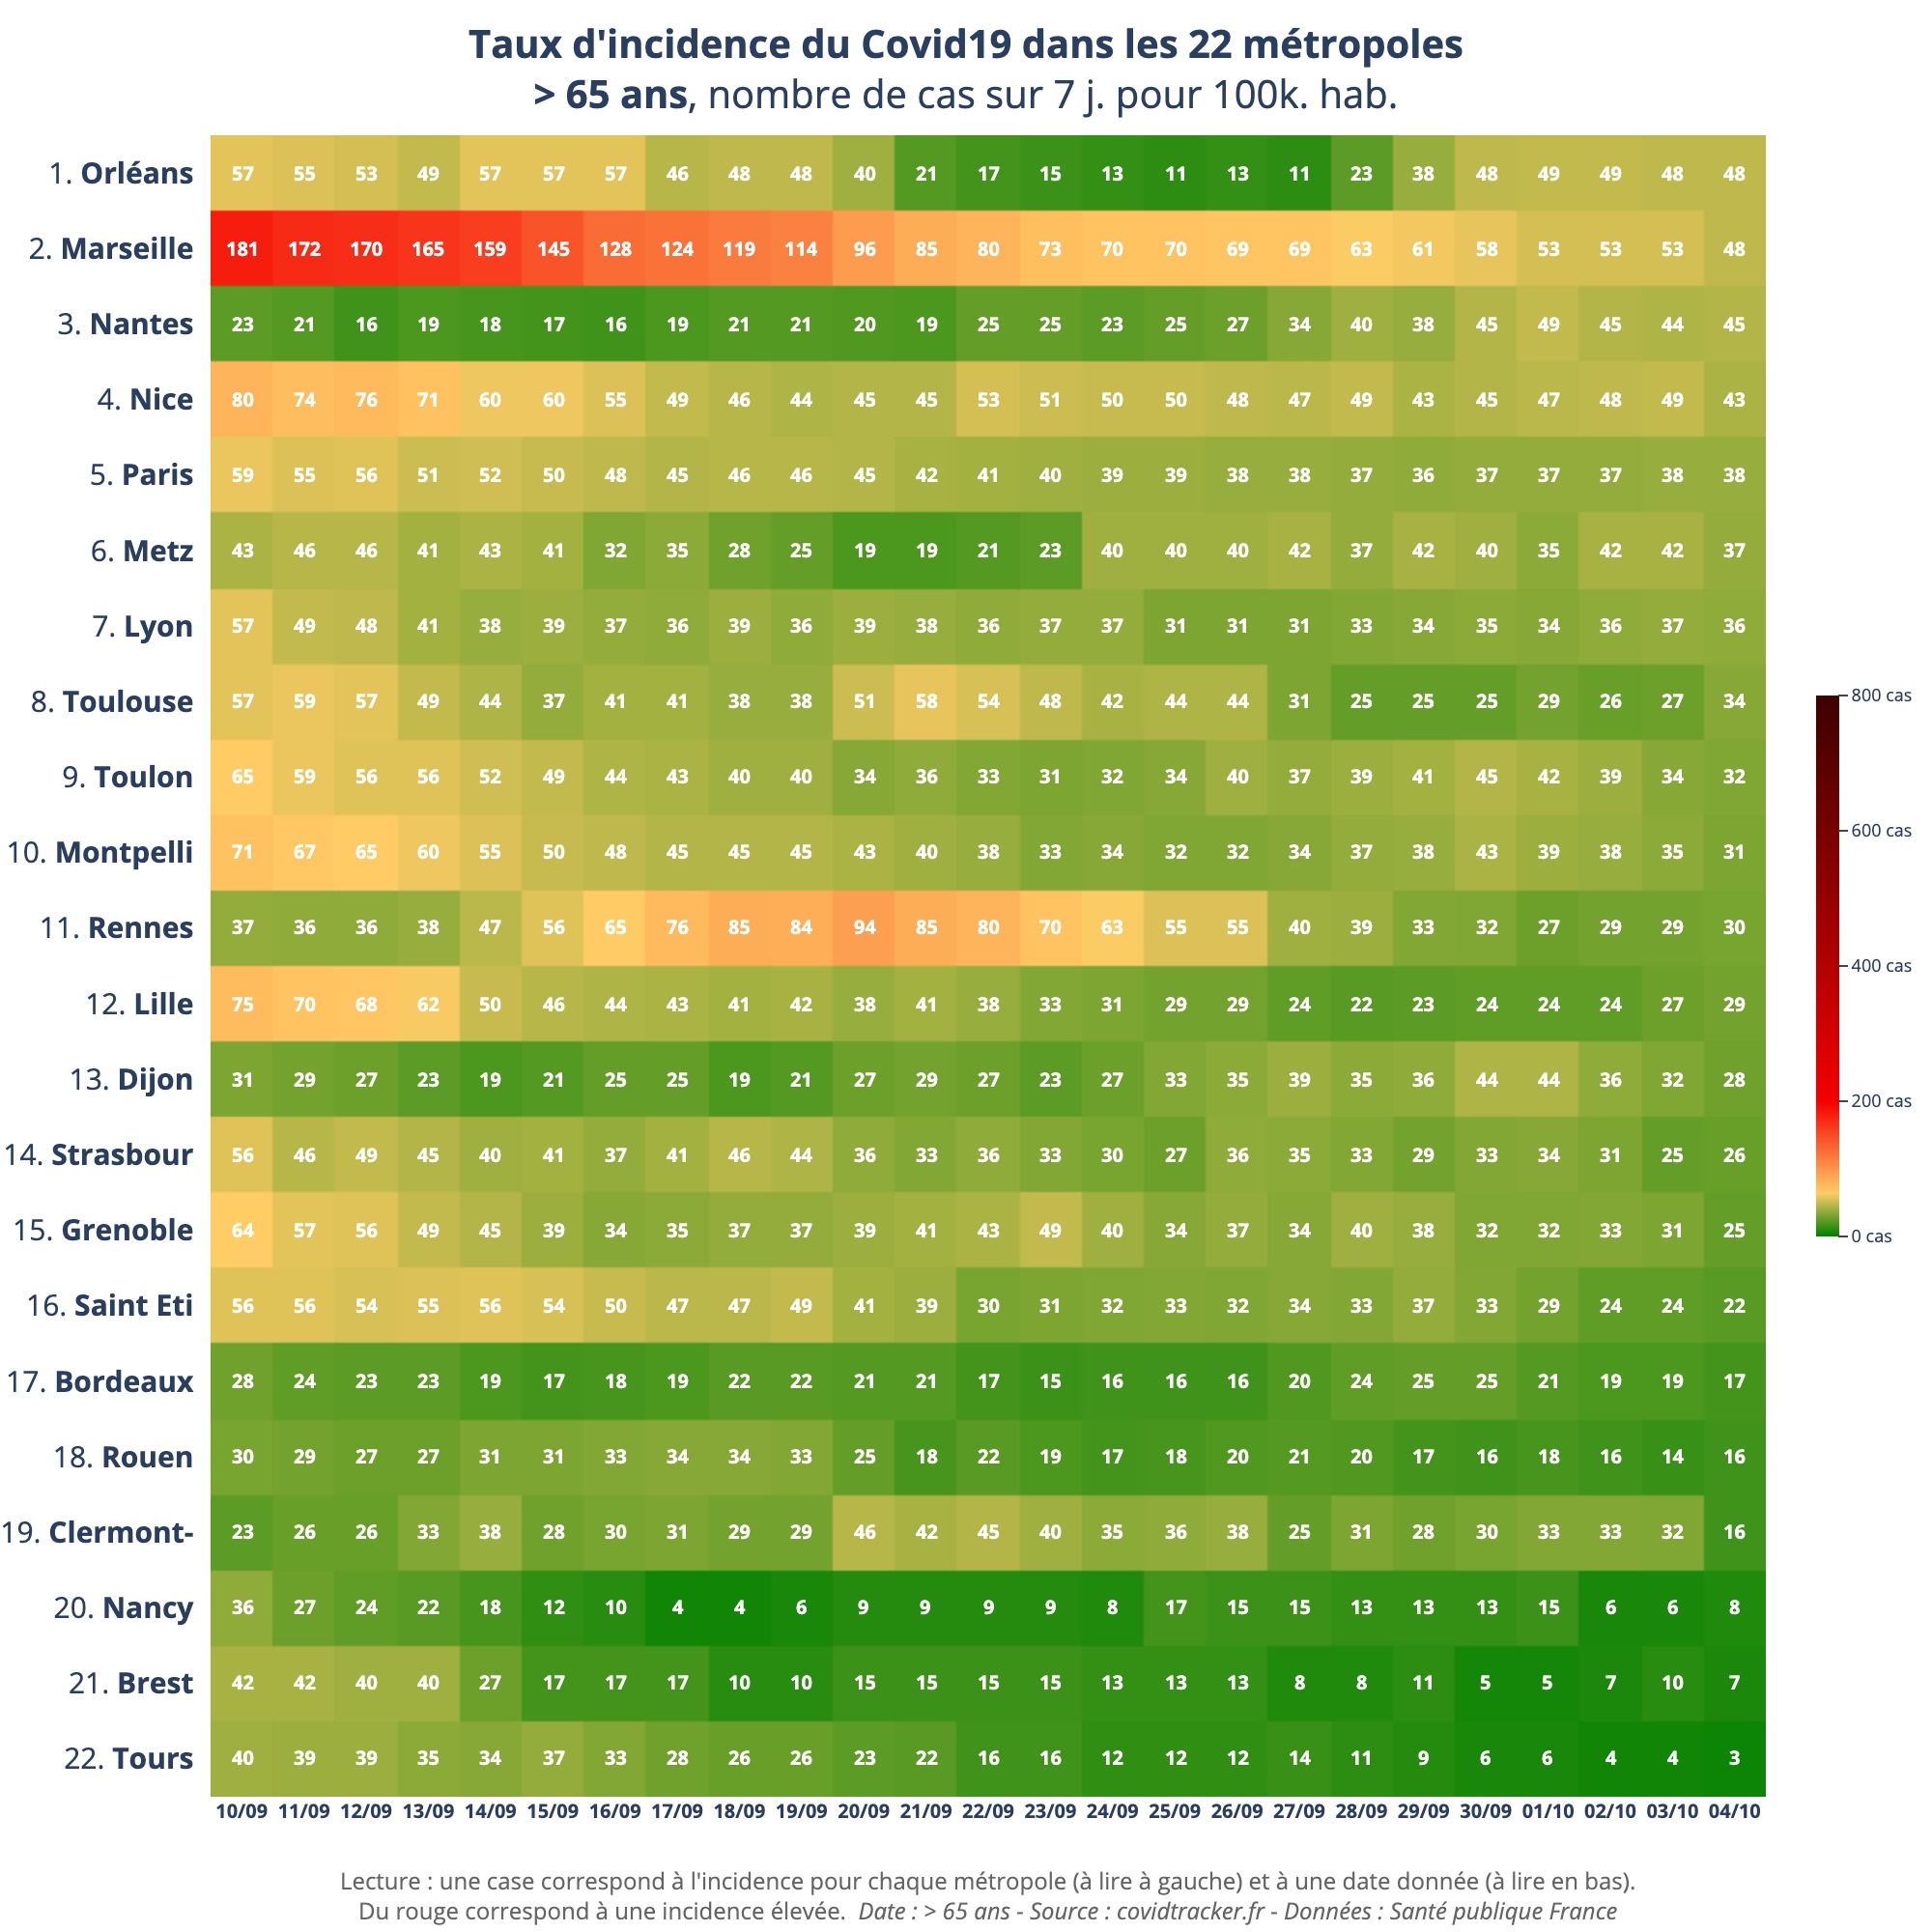 Taux d'incidence du Covid19 dans les 22 métropoles
> 65 ans, nombre de cas sur 7 j. pour 100k. hab.
1. Orléans 57 55 53 49 57 57 57 46 48 48 40 21 17 15 13 11 13 11 23 38 48 49 49 48 48
2. Marseille 181 172 170 165 159 145 128 124 119 114 96 85 80 73 70 70 69 69 63 61 58 53 53 53 48
3. Nantes 23 21 16 19 18 17 16 19 21 21 20 19 25 25 23 25 27 34 40 38 45 49 45 44 45
4. Nice 80 74 76 71 60 60 55 49 46 44 45 45 53 51 50 50 48 47 49 43 45 47 48 49 43
5. Paris 59 55 56 51 52 50 48 45 46 46 45 42 41 40 39 39 38 38 37 36 37 37 37 38 38
6. Metz 43 46 46 41 43 41 32 35 28 25 19 19 21 23 40 40 40 42 37 42 40 35 42 42 37
7. Lyon 57 49 48 41 38 39 37 36 39 36 39 38 36 37 37 31 31 31 33 34 35 34 36 37 36
8. Toulouse 57 59 57 49 44 37 41 41 38 38 51 58 54 48 42 44 44 31 25 25 25 29 26 27 34
9. Toulon 65 59 56 56 52 49 44 43 40 40 34 36 33 31 32 34 40 37 39 41 45 42 39 34 32
10. Montpelli 71 67 65 60 55 50 48 45 45 45 43 40 38 33 34 32 32 34 37 38 43 39 38 35 31
11. Rennes 37 36 36 38 47 56 65 76 85 84 94 85 80 70 63 55 55 40 39 33 32 27 29 29 30
12. Lille 75 70 68 62 50 46 44 43 41 42 38 41 38 33 31 29 29 24 22 23 24 24 24 27 29
13. Dijon 31 29 27 23 19 21 25 25 19 21 27 29 27 23 27 33 35 39 35 36 44 44 36 32 28
14. Strasbour 56 46 49 45 40 41 37 41 46 44 36 33 36 33 30 27 36 35 33 29 33 34 31 25 26
15. Grenoble 64 57 56 49 45 39 34 35 37 37 39 41 43 49 40 34 37 34 40 38 32 32 33 31 25
16. Saint Eti 56 56 54 55 56 54 50 47 47 49 41 39 30 31 32 33 32 34 33 37 33 29 24 24 22
17. Bordeaux 28 24 23 23 19 17 18 19 22 22 21 21 17 15 16 16 16 20 24 25 25 21 19 19 17
18. Rouen 30 29 27 27 31 31 33 34 34 33 25 18 22 19 17 18 20 21 20 17 16 18 16 14 16
19. Clermont- 23 26 26 33 38 28 30 31 29 29 46 42 45 40 35 36 38 25 31 28 30 33 33 32 16
20. Nancy 36 27 24 22 18 12 10 4 4 6 9 9 9 9 8 17 15 15 13 13 13 15 6 6 8
21. Brest 42 42 40 40 27 17 17 17 10 10 15 15 15 15 13 13 13 8 8 11 5 5 7 10 7
22. Tours 40 39 39 35 34 37 33 28 26 26 23 22 16 16 12 12 12 14 11 9 6 6 4 4 3
10/09 11/09 12/09 13/09 14/09 15/09 16/09 17/09 18/09 19/09 20/09 21/09 22/09 23/09 24/09 25/09 26/09 27/09 28/09 29/09 30/09 01/10 02/10 03/10 04/10
800 cas
600 cas
400 cas
200 cas
0 cas
Lecture : une case correspond à l'incidence pour chaque métropole (à lire à gauche) et à une date donnée (à lire en bas).
Du rouge correspond à une incidence élevée. Date : > 65 ans - Source : covidtracker.fr - Données : Santé publique France